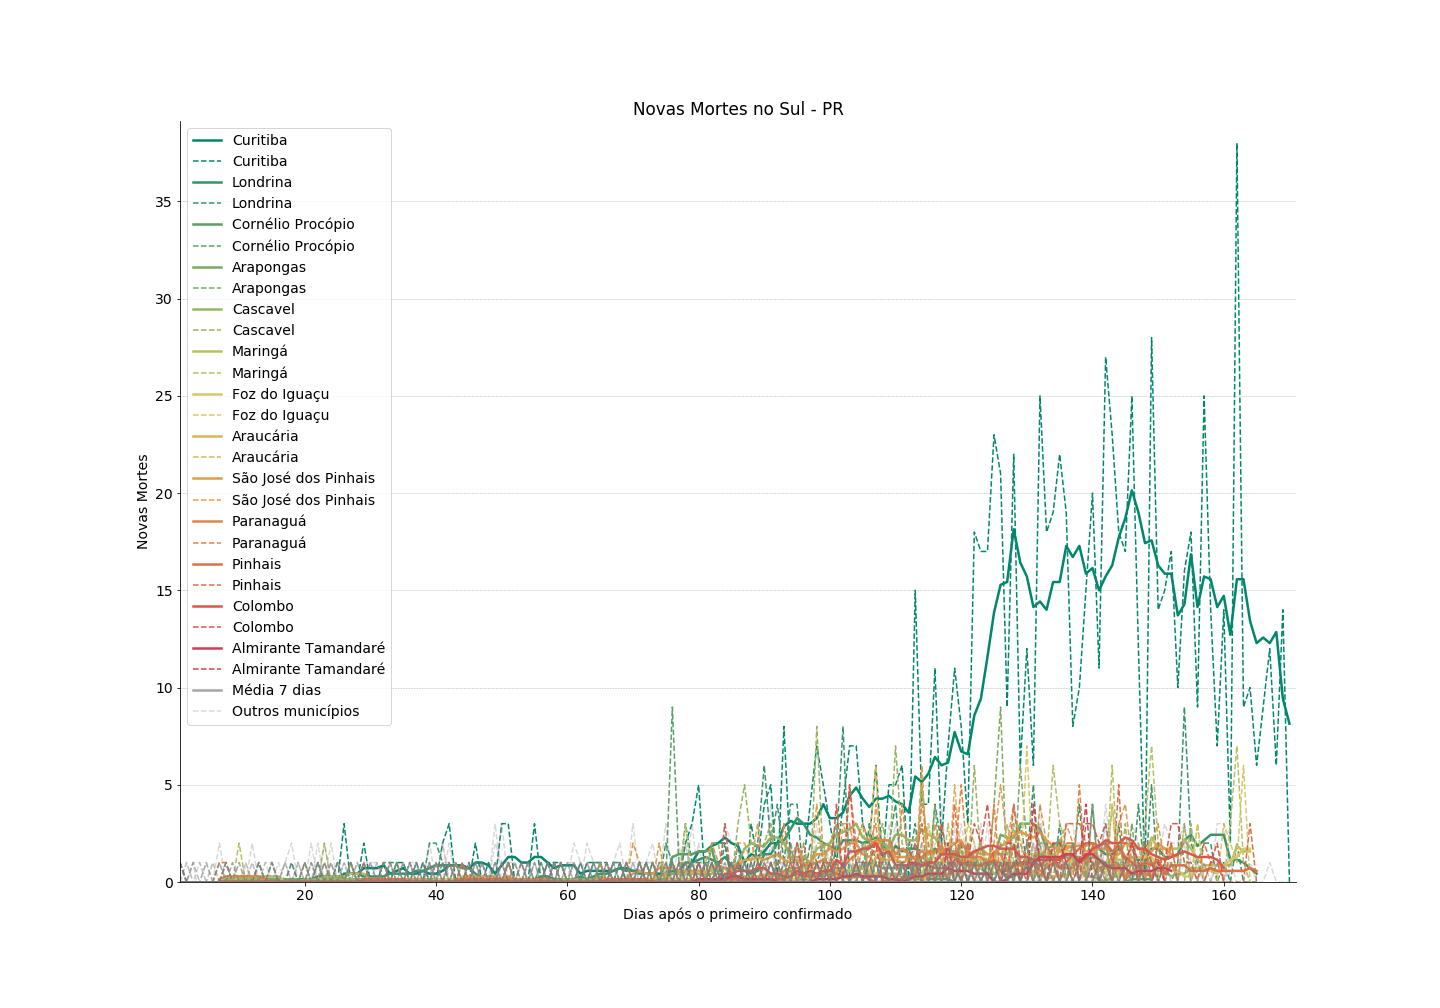 Novas Mortes no Sul - PR
Curitiba
Curitiba
Londrina
Londrina
Cornélio Procópio
Cornélio Procópio
Arapongas
Arapongas
Cascavel
Cascavel
Maringá
Maringá
Foz do Iguaçu
Foz do Iguaçu
Araucária
Araucária
São José dos Pinhais
São José dos Pinhais
Paranaguá
Paranaguá
Pinhais
Pinhais
Colombo
Colombo
Almirante Tamandaré
Almirante Tamandaré
Média 7 dias
Outros municípios
Novas Mortes
35
30
25
20
15
10
5
0
20 40 60 80 100 120 140 160
Dias após o primeiro confirmado